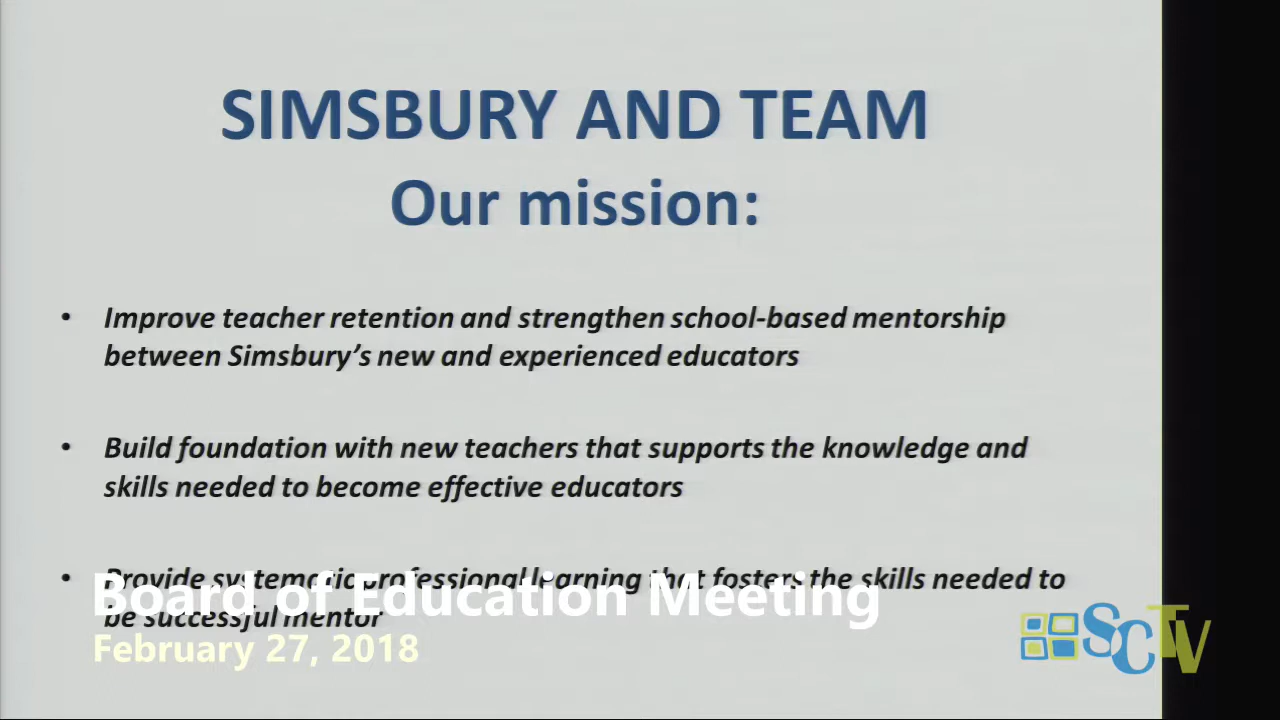 SIMSBURY AND TEAM
Our mission:
• Improve teacher retention and strengthen school-based mentorship
between Simsbury’s new and experienced educators
• Build foundation with new teachers that supports the knowledge and
skills needed to become effective educators
• Provide systematic professional learning that fosters the skills needed to
be successful mentor
Board of Education Meeting
February 27, 2018
SCTV